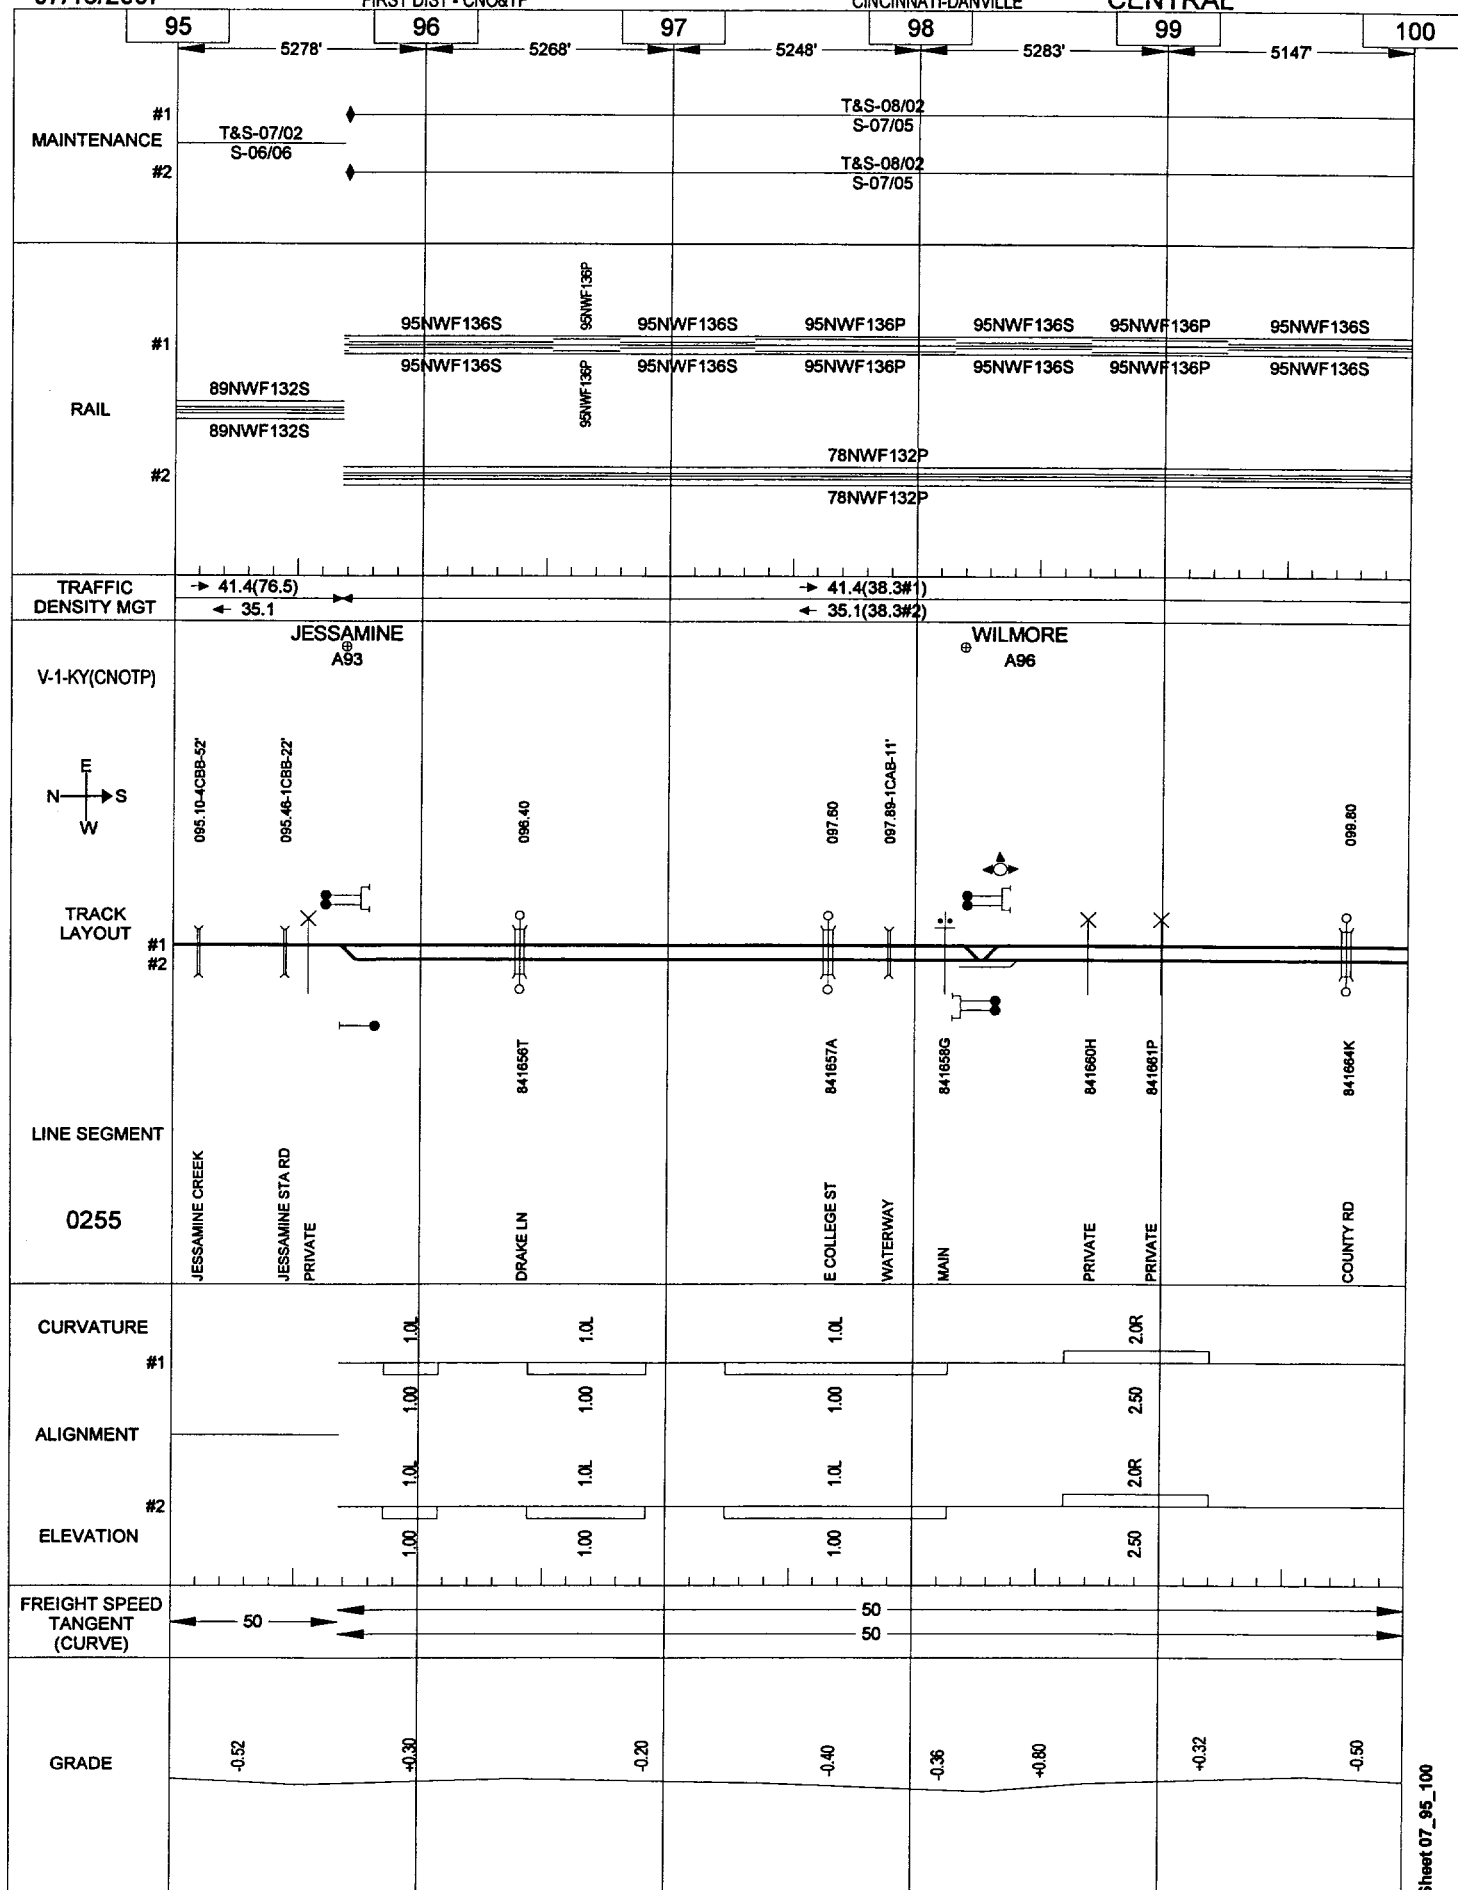 FIRST DIST - CNO&TP
CINCINNATI-DANVILLE
CENTRAL
95 96 97 98 99 100
5278' 5268' 5248' 5283' 5147'
MAINTENANCE
#1
T&S-08/02
S-07/05
T&S-07/02
S-06/06
#2
T&S-08/02
S-07/05
RAIL
#1
95NWF136S 95NWF136P 95NWF136S 95NWF136P 95NWF136S 95NWF136P 95NWF136S
95NWF136S 95NWF136P 95NWF136S 95NWF136P 95NWF136S 95NWF136P 95NWF136S
89NWF132S
89NWF132S
#2
78NWF132P
78NWF132P
TRAFFIC
DENSITY MGT
41.4(76.5)
35.1
41.4(38.3#1)
35.1(38.3#2)
V-1-KY(CNOTP)
JESSAMINE
A93
WILMORE
A96
E
N S
W
095.10-4CBB-52'
095.46-1CBB-22'
096.40
097.60
097.89-1CAB-11'
099.80
TRACK
LAYOUT
#1
#2
841656T
841657A
841658G
841660H
841661P
841664K
LINE SEGMENT
0255
JESSAMINE CREEK
JESSAMINE STA RD
PRIVATE
DRAKE LN
E COLLEGE ST
WATERWAY
MAIN
PRIVATE
PRIVATE
COUNTY RD
CURVATURE
#1
1.0L 1.0L 1.0L 2.0R
1.00 1.00 1.00 2.50
ALIGNMENT
#2
1.0L 1.0L 1.0L 2.0R
1.00 1.00 1.00 2.50
ELEVATION
FREIGHT SPEED
TANGENT
(CURVE)
50
50
50
GRADE
-0.52 +0.30 -0.20 -0.40 -0.36 +0.80 +0.32 -0.50
Sheet 07_95_100